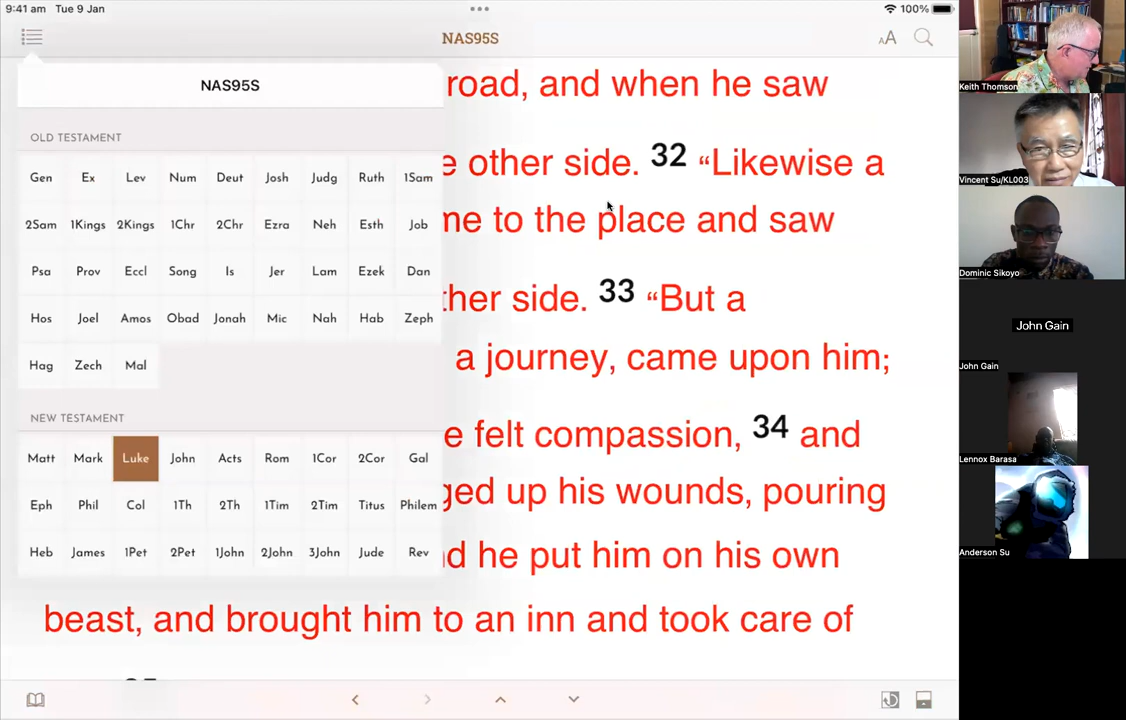 9:41 am Tue 9 Jan
100%
NAS95S
AA
NAS95S
road, and when he saw
OLD TESTAMENT
e other side. 32 “Likewise a
Gen Ex Lev Num Deut Josh Judg Ruth 1Sam
me to the place and saw
2Sam 1Kings 2Kings 1Chr 2Chr Ezra Neh Esth Job
Psa Prov Eccl Song Is Jer Lam Ezek Dan
ther side. 33 “But a
Hos Joel Amos Obad Jonah Mic Nah Hab Zeph
Hag Zech Mal
a journey, came upon him;
NEW TESTAMENT
e felt compassion, 34 and
Matt Mark Luke John Acts Rom 1Cor 2Cor Gal
ged up his wounds, pouring
Eph Phil Col 1Th 2Th 1Tim 2Tim Titus Philem
Heb James 1Pet 2Pet 1John 2John 3John Jude Rev
d he put him on his own
beast, and brought him to an inn and took care of
Keith Thomson
Vincent Su/KL003
Dominic Sikoyo
John Gain
John Gain
Lennox Barasa
Anderson Su